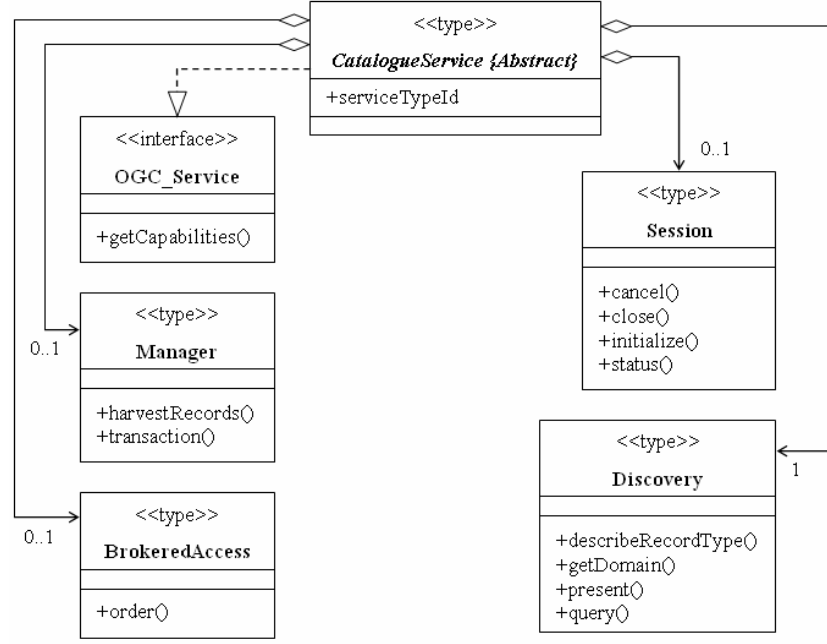 <<type>>
CatalogueService {Abstract}
+serviceTypeId
<<interface>>
OGC_Service
+getCapabilities()
0..1
<<type>>
Session
+cancel()
+close()
+initialize()
+status()
<<type>>
Manager
0..1
+harvestRecords()
+transaction()
<<type>>
Discovery
1
+describeRecordType()
+getDomain()
+present()
+query()
<<type>>
BrokeredAccess
0..1
+order()